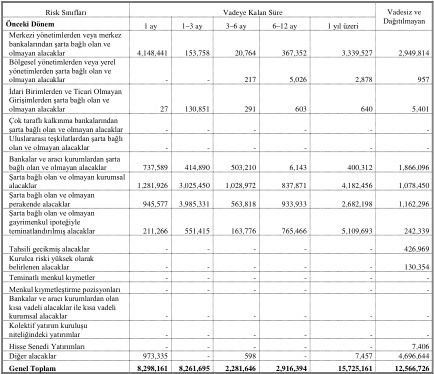 Risk Sınıfları Vadeye Kalan Süre Vadesiz ve Dağıtılmayan
Önceki Dönem 1 ay 1–3 ay 3–6 ay 6–12 ay 1 yıl üzeri
Merkezi yönetimlerden veya merkez
bankalarından şarta bağlı olan ve
olmayan alacaklar 4,148,441 153,758 20,764 367,352 3,339,527 2,949,814
Bölgesel yönetimlerden veya yerel
yönetimlerden şarta bağlı olan ve
olmayan alacaklar - - 217 5,026 2,878 957
İdari Birimlerden ve Ticari Olmayan
Girişimlerden şarta bağlı olan ve
olmayan alacaklar 27 130,851 291 603 640 5,401
Çok taraflı kalkınma bankalarından
şarta bağlı olan ve olmayan alacaklar - - - - - -
Uluslararası teşkilatlardan şarta bağlı
olan ve olmayan alacaklar - - - - - -
Bankalar ve aracı kurumlardan şarta
bağlı olan ve olmayan alacaklar 737,589 414,890 503,210 6,143 400,312 1,866,096
Şarta bağlı olan ve olmayan kurumsal
alacaklar 1,281,926 3,025,450 1,028,972 837,871 4,182,456 1,078,450
Şarta bağlı olan ve olmayan
perakende alacaklar 945,577 3,985,331 563,818 933,933 2,682,198 1,162,296
Şarta bağlı olan ve olmayan
gayrimenkul ipoteğiyle
teminatlandırılmış alacaklar 211,266 551,415 163,776 765,466 5,109,693 242,339
Tahsili gecikmiş alacaklar - - - - - 426,969
Kurulca riski yüksek olarak
belirlenen alacaklar - - - - - 130,354
Teminatlı menkul kıymetler - - - - - -
Menkul kıymetleştirme pozisyonları - - - - - -
Bankalar ve aracı kurumlardan olan
kısa vadeli alacaklar ile kısa vadeli
kurumsal alacaklar - - - - - -
Kolektif yatırım kuruluşu
niteliğindeki yatırımlar - - - - - -
Hisse Senedi Yatırımları - - - - - 7,406
Diğer alacaklar 973,335 - 598 - 7,457 4,696,644
Genel Toplam 8,298,161 8,261,695 2,281,646 2,916,394 15,725,161 12,566,726